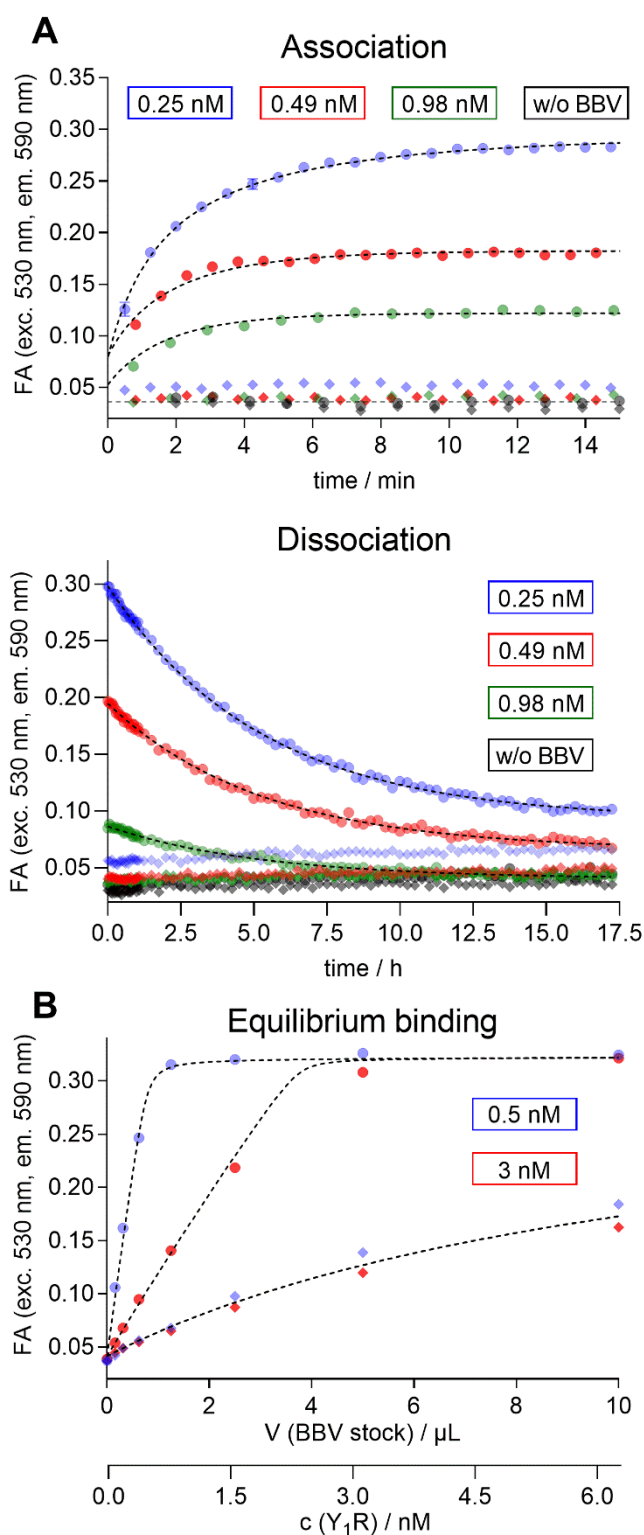 A
Association
0.25 nM 0.49 nM 0.98 nM w/o BBV
FA (exc. 530 nm, em. 590 nm)
0.35
0.30
0.25
0.20
0.15
0.10
0.05
0 2 4 6 8 10 12 14
time / min
Dissociation
FA (exc. 530 nm, em. 590 nm)
0.30
0.25
0.20
0.15
0.10
0.05
0.25 nM
0.49 nM
0.98 nM
w/o BBV
0.0 2.5 5.0 7.5 10.0 12.5 15.0 17.5
time / h
B
Equilibrium binding
FA (exc. 530 nm, em. 590 nm)
0.30
0.25
0.20
0.15
0.10
0.05
0.5 nM
3 nM
0 2 4 6 8 10
V (BBV stock) / µL
0.0 1.5 3.0 4.5 6.0
c (Y₁R) / nM